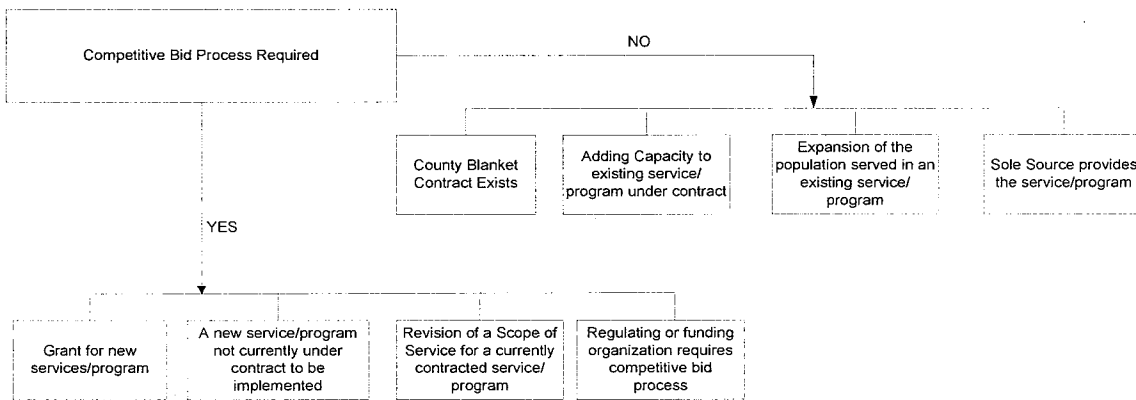 Competitive Bid Process Required
NO
County Blanket
Contract Exists
Adding Capacity to
existing service/
program under contract
Expansion of the
population served in an
existing service/
program
Sole Source provides
the service/program
YES
Grant for new
services/program
A new service/program
not currently under
contract to be
implemented
Revision of a Scope of
Service for a currently
contracted service/
program
Regulating or funding
organization requires
competitive bid
process